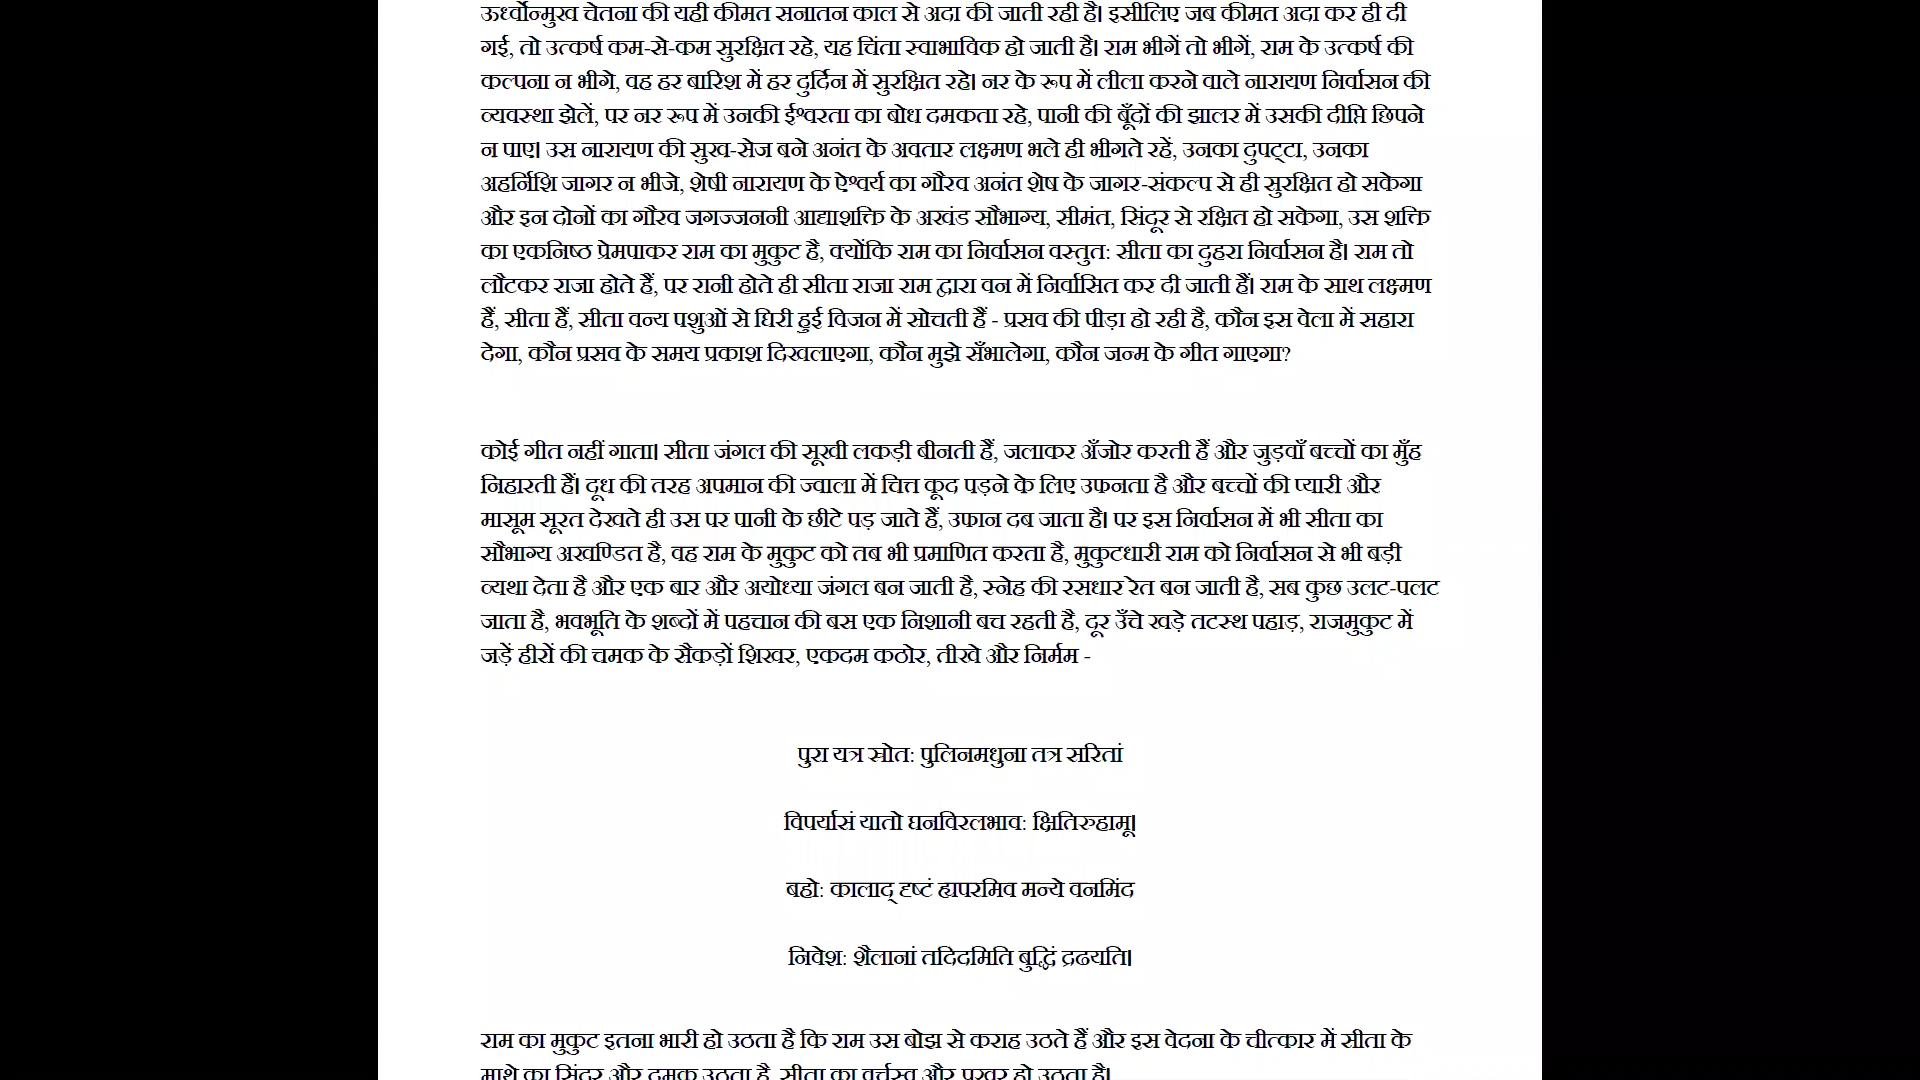 ऊर्ध्वोन्मुख चेतना की यही कीमत सनातन काल से अदा की जाती रही है। इसीलिए जब कीमत अदा कर ही दी
गई, तो उत्कर्ष कम-से-कम सुरक्षित रहे, यह चिंता स्वाभाविक हो जाती है। राम भीगें तो भीगें, राम के उत्कर्ष की
कल्पना न भीगे, वह हर बारिश में हर दुर्दिन में सुरक्षित रहे। नर के रूप में लीला करने वाले नारायण निर्वासन की
व्यवस्था झेलें, पर नर रूप में उनकी ईश्वरता का बोध दमकता रहे, पानी की बूँदों की झालर में उसकी दीप्ति छिपने
न पाए। उस नारायण की सुख-सेज बने अनंत के अवतार लक्ष्मण भले ही भीगते रहें, उनका दुपट्टा, उनका
अहर्निशि जागर न भीजे, शेषी नारायण के ऐश्वर्य का गौरव अनंत शेष के जागर-संकल्प से ही सुरक्षित हो सकेगा
और इन दोनों का गौरव जगज्जननी आद्याशक्ति के अखंड सौभाग्य, सीमंत, सिंदूर से रक्षित हो सकेगा, उस शक्ति
का एकनिष्ठ प्रेमपाकर राम का मुकुट है, क्योंकि राम का निर्वासन वस्तुत: सीता का दुहरा निर्वासन है। राम तो
लौटकर राजा होते हैं, पर रानी होते ही सीता राजा राम द्वारा वन में निर्वासित कर दी जाती हैं। राम के साथ लक्ष्मण
हैं, सीता हैं, सीता वन्य पशुओं से घिरी हुई विजन में सोचती हैं - प्रसव की पीड़ा हो रही है, कौन इस वेला में सहारा
देगा, कौन प्रसव के समय प्रकाश दिखलाएगा, कौन मुझे सँभालेगा, कौन जन्म के गीत गाएगा?
कोई गीत नहीं गाता। सीता जंगल की सूखी लकड़ी बीनती हैं, जलाकर अँजोर करती हैं और जुड़वाँ बच्चों का मुँह
निहारती हैं। दूध की तरह अपमान की ज्वाला में चित्त कूद पड़ने के लिए उफनता है और बच्चों की प्यारी और
मासूम सूरत देखते ही उस पर पानी के छीटे पड़ जाते हैं, उफान दब जाता है। पर इस निर्वासन में भी सीता का
सौभाग्य अखण्डित है, वह राम के मुकुट को तब भी प्रमाणित करता है, मुकुटधारी राम को निर्वासन से भी बड़ी
व्यथा देता है और एक बार और अयोध्या जंगल बन जाती है, स्नेह की रसधार रेत बन जाती है, सब कुछ उलट-पलट
जाता है, भवभूति के शब्दों में पहचान की बस एक निशानी बच रहती है, दूर उँचे खड़े तटस्थ पहाड़, राजमुकुट में
जड़ें हीरों की चमक के सैकड़ों शिखर, एकदम कठोर, तीखे और निर्मम -
पुरा यत्र स्रोत: पुलिनमधुना तत्र सरितां
विपर्यासं यातो घनविरलभाव: क्षितिरुहामू।
बहो: कालाद् दृष्टं ह्यपरमिव मन्ये वनमिंद
निवेश: शैलानां तदिदमिति बुद्धिं द्रढयति।
राम का मुकुट इतना भारी हो उठता है कि राम उस बोझ से कराह उठते हैं और इस वेदना के चीत्कार में सीता के
माथे का सिंदूर और दमक उठता है, सीता का वर्चस्व और प्रखर हो उठता है।